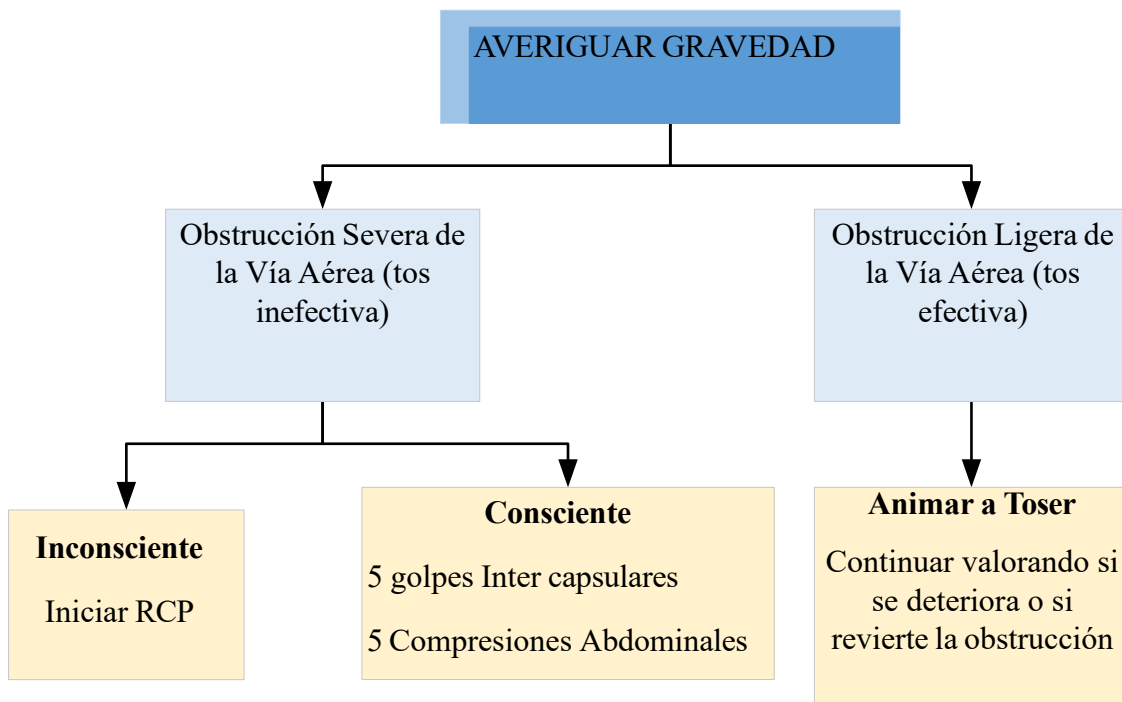 AVERIGUAR GRAVEDAD
Obstrucción Severa de
la Vía Aérea (tos
inefectiva)
Obstrucción Ligera de
la Vía Aérea (tos
efectiva)
Inconsciente
Iniciar RCP
Consciente
5 golpes Inter capsulares
5 Compresiones Abdominales
Animar a Toser
Continuar valorando si
se deteriora o si
revierte la obstrucción